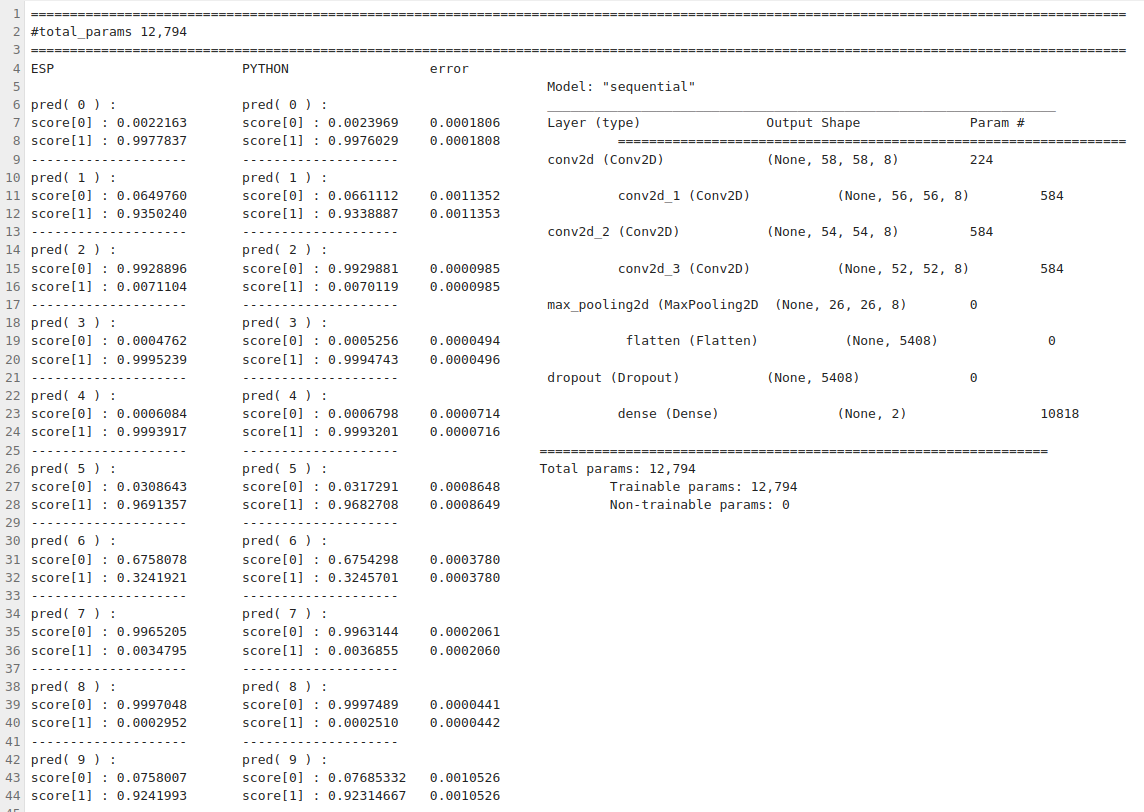 1 ============================================================================================================================================
2 #total_params 12,794
3 ============================================================================================================================================
4 ESP PYTHON error
5 Model: "sequential"
6 pred( 0 ) : pred( 0 ) : _________________________________________________________________
7 score[0] : 0.0022163 score[0] : 0.0023969 0.0001806 Layer (type) Output Shape Param #
8 score[1] : 0.9977837 score[1] : 0.9976029 0.0001808 =================================================================
9 -------------------- -------------------- conv2d (Conv2D) (None, 58, 58, 8) 224
10 pred( 1 ) : pred( 1 ) :
11 score[0] : 0.0649760 score[0] : 0.0661112 0.0011352 conv2d_1 (Conv2D) (None, 56, 56, 8) 584
12 score[1] : 0.9350240 score[1] : 0.9338887 0.0011353
13 -------------------- -------------------- conv2d_2 (Conv2D) (None, 54, 54, 8) 584
14 pred( 2 ) : pred( 2 ) :
15 score[0] : 0.9928896 score[0] : 0.9929881 0.0000985 conv2d_3 (Conv2D) (None, 52, 52, 8) 584
16 score[1] : 0.0071104 score[1] : 0.0070119 0.0000985
17 -------------------- -------------------- max_pooling2d (MaxPooling2D (None, 26, 26, 8) 0
18 pred( 3 ) : pred( 3 ) :
19 score[0] : 0.0004762 score[0] : 0.0005256 0.0000494 flatten (Flatten) (None, 5408) 0
20 score[1] : 0.9995239 score[1] : 0.9994743 0.0000496
21 -------------------- -------------------- dropout (Dropout) (None, 5408) 0
22 pred( 4 ) : pred( 4 ) :
23 score[0] : 0.0006084 score[0] : 0.0006798 0.0000714 dense (Dense) (None, 2) 10818
24 score[1] : 0.9993917 score[1] : 0.9993201 0.0000716
25 -------------------- -------------------- =================================================================
26 pred( 5 ) : pred( 5 ) : Total params: 12,794
27 score[0] : 0.0308643 score[0] : 0.0317291 0.0008648 Trainable params: 12,794
28 score[1] : 0.9691357 score[1] : 0.9682708 0.0008649 Non-trainable params: 0
29 -------------------- --------------------
30 pred( 6 ) : pred( 6 ) :
31 score[0] : 0.6758078 score[0] : 0.6754298 0.0003780
32 score[1] : 0.3241921 score[1] : 0.3245701 0.0003780
33 -------------------- --------------------
34 pred( 7 ) : pred( 7 ) :
35 score[0] : 0.9965205 score[0] : 0.9963144 0.0002061
36 score[1] : 0.0034795 score[1] : 0.0036855 0.0002060
37 -------------------- --------------------
38 pred( 8 ) : pred( 8 ) :
39 score[0] : 0.9997048 score[0] : 0.9997489 0.0000441
40 score[1] : 0.0002952 score[1] : 0.0002510 0.0000442
41 -------------------- --------------------
42 pred( 9 ) : pred( 9 ) :
43 score[0] : 0.0758007 score[0] : 0.07685332 0.0010526
44 score[1] : 0.9241993 score[1] : 0.92314667 0.0010526